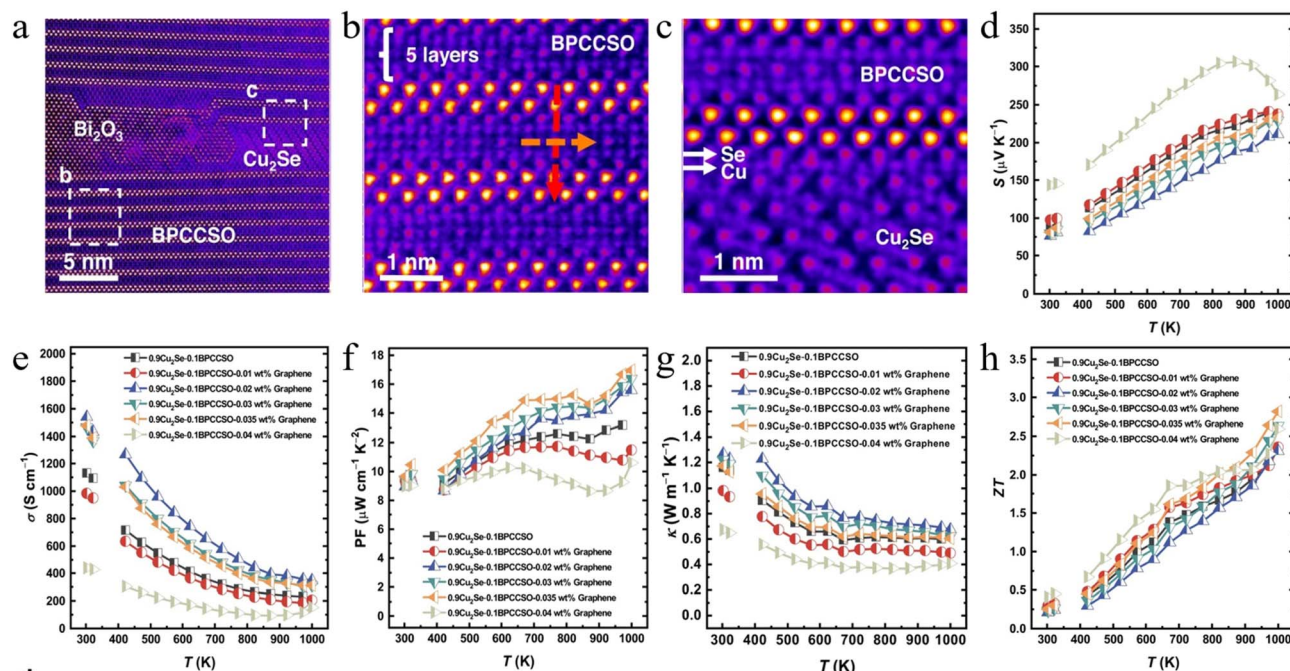 a
Bi₂O₃
c
Cu₂Se
b
BPCCSO
5 nm
b
5 layers
BPCCSO
1 nm
c
BPCCSO
Se
Cu
Cu₂Se
1 nm
d
400
350
300
250
200
150
100
50
0
S (μV K⁻¹)
300 400 500 600 700 800 900 1000
T (K)
e
2000
1800
1600
1400
1200
1000
800
600
400
200
0
σ (S cm⁻¹)
0.9Cu₂Se-0.1BPCCSO
0.9Cu₂Se-0.1BPCCSO-0.01 wt% Graphene
0.9Cu₂Se-0.1BPCCSO-0.02 wt% Graphene
0.9Cu₂Se-0.1BPCCSO-0.03 wt% Graphene
0.9Cu₂Se-0.1BPCCSO-0.035 wt% Graphene
0.9Cu₂Se-0.1BPCCSO-0.04 wt% Graphene
300 400 500 600 700 800 900 1000
T (K)
f
18
16
14
12
10
8
6
4
2
0
PF (μW cm⁻¹ K⁻²)
0.9Cu₂Se-0.1BPCCSO
0.9Cu₂Se-0.1BPCCSO-0.01 wt% Graphene
0.9Cu₂Se-0.1BPCCSO-0.02 wt% Graphene
0.9Cu₂Se-0.1BPCCSO-0.03 wt% Graphene
0.9Cu₂Se-0.1BPCCSO-0.035 wt% Graphene
0.9Cu₂Se-0.1BPCCSO-0.04 wt% Graphene
300 400 500 600 700 800 900 1000
T (K)
g
2.0
1.8
1.6
1.4
1.2
1.0
0.8
0.6
0.4
0.2
0.0
κ (W m⁻¹ K⁻¹)
0.9Cu₂Se-0.1BPCCSO
0.9Cu₂Se-0.1BPCCSO-0.01 wt% Graphene
0.9Cu₂Se-0.1BPCCSO-0.02 wt% Graphene
0.9Cu₂Se-0.1BPCCSO-0.03 wt% Graphene
0.9Cu₂Se-0.1BPCCSO-0.035 wt% Graphene
0.9Cu₂Se-0.1BPCCSO-0.04 wt% Graphene
300 400 500 600 700 800 900 1000
T (K)
h
3.5
3.0
2.5
2.0
1.5
1.0
0.5
0.0
ZT
0.9Cu₂Se-0.1BPCCSO
0.9Cu₂Se-0.1BPCCSO-0.01 wt% Graphene
0.9Cu₂Se-0.1BPCCSO-0.02 wt% Graphene
0.9Cu₂Se-0.1BPCCSO-0.03 wt% Graphene
0.9Cu₂Se-0.1BPCCSO-0.035 wt% Graphene
0.9Cu₂Se-0.1BPCCSO-0.04 wt% Graphene
300 400 500 600 700 800 900 1000
T (K)